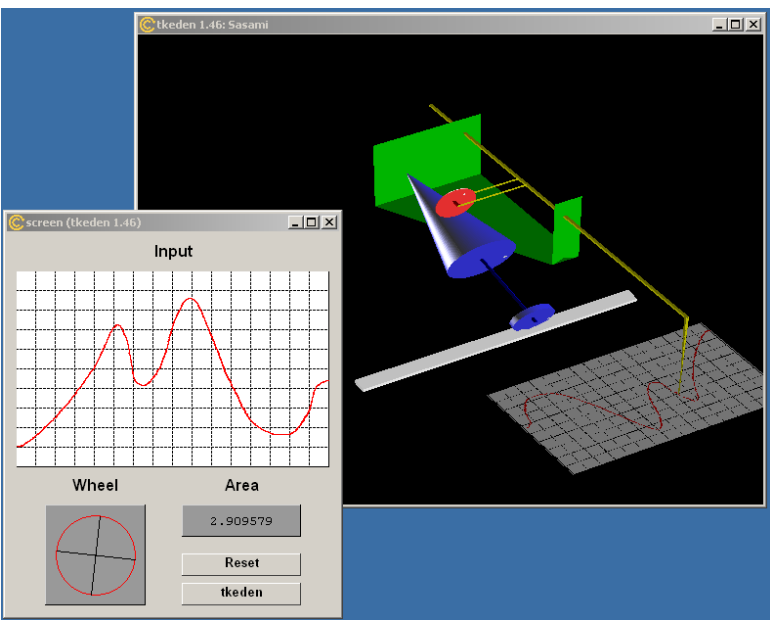 tkeden 1.46: Sasami
screen (tkeden 1.46)
Input
Wheel
Area
2.909579
Reset
tkeden